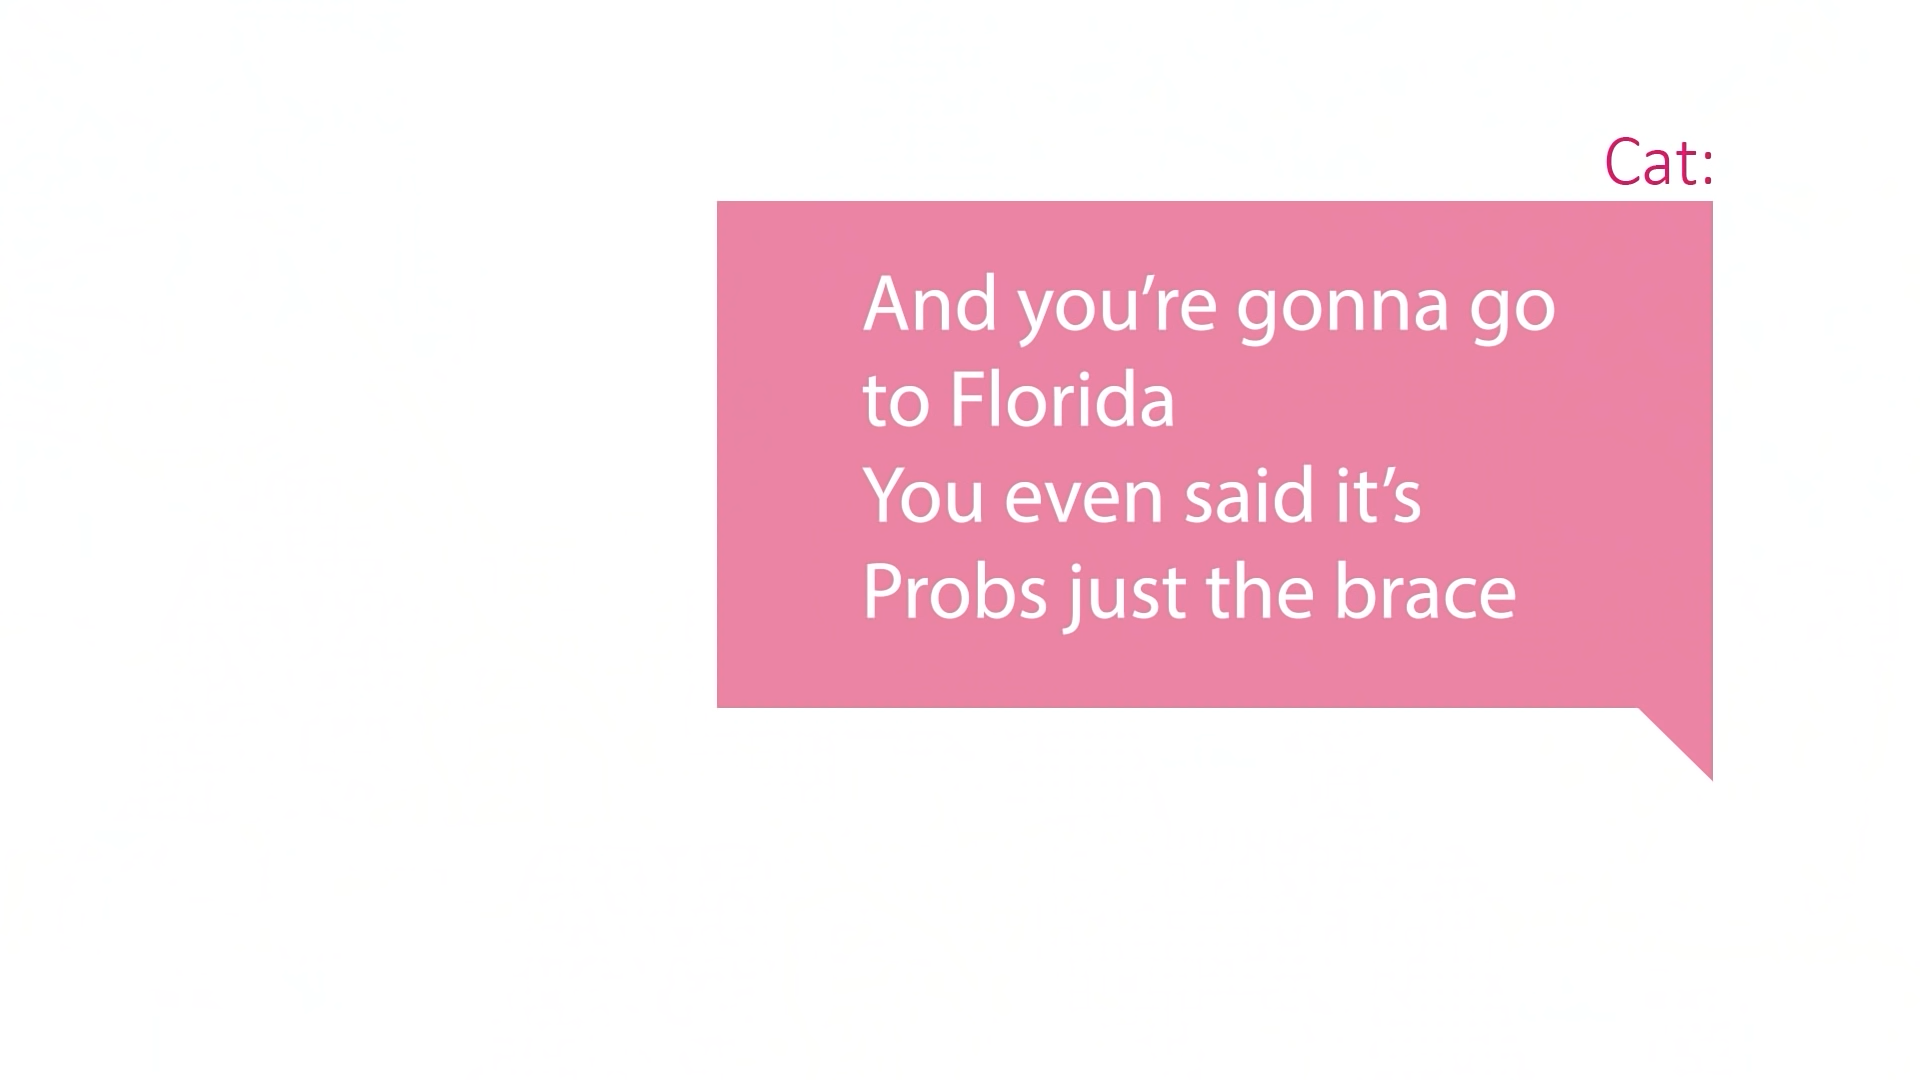 Cat:
And you’re gonna go
to Florida
You even said it’s
Probs just the brace